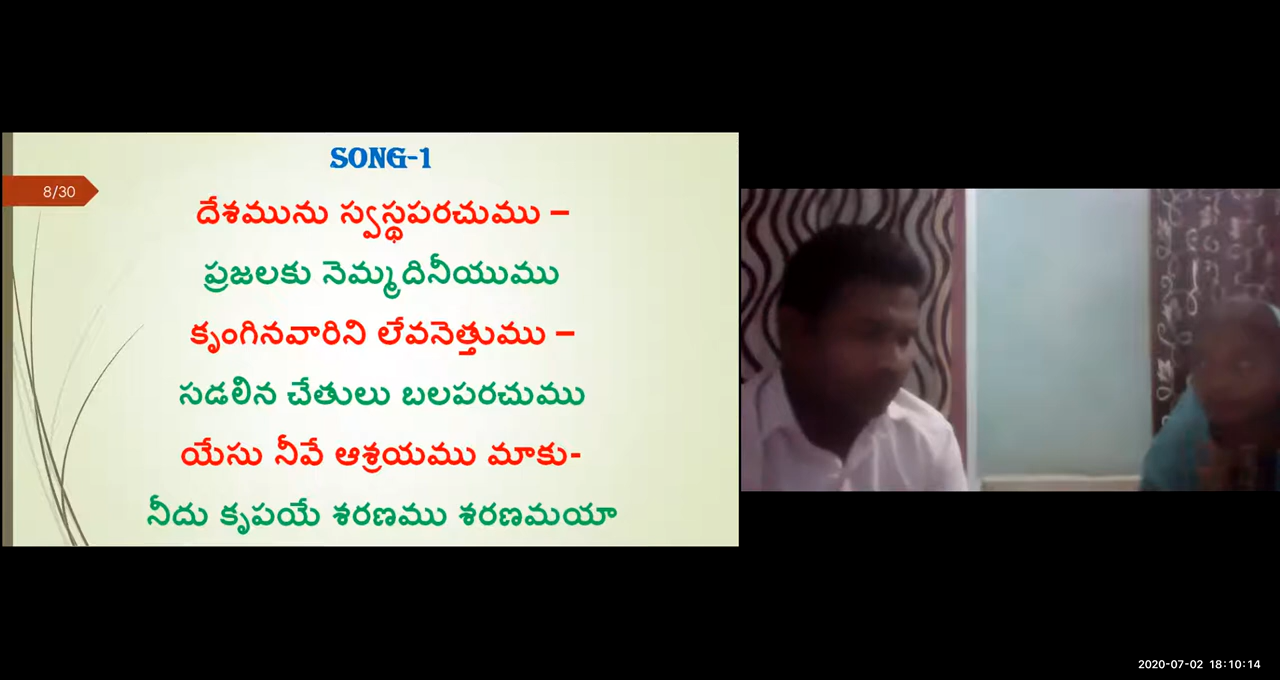 SONG-1
8/30
దేశమును స్వస్థపరచుము –
ప్రజలకు నెమ్మదినీయుము
కృంగినవారిని లేవనెత్తుము –
సడలిన చేతులు బలపరచుము
యేసు నీవే ఆశ్రయము మాకు-
నీదు కృపయే శరణము శరణమయా
2020-07-02 18:10:14